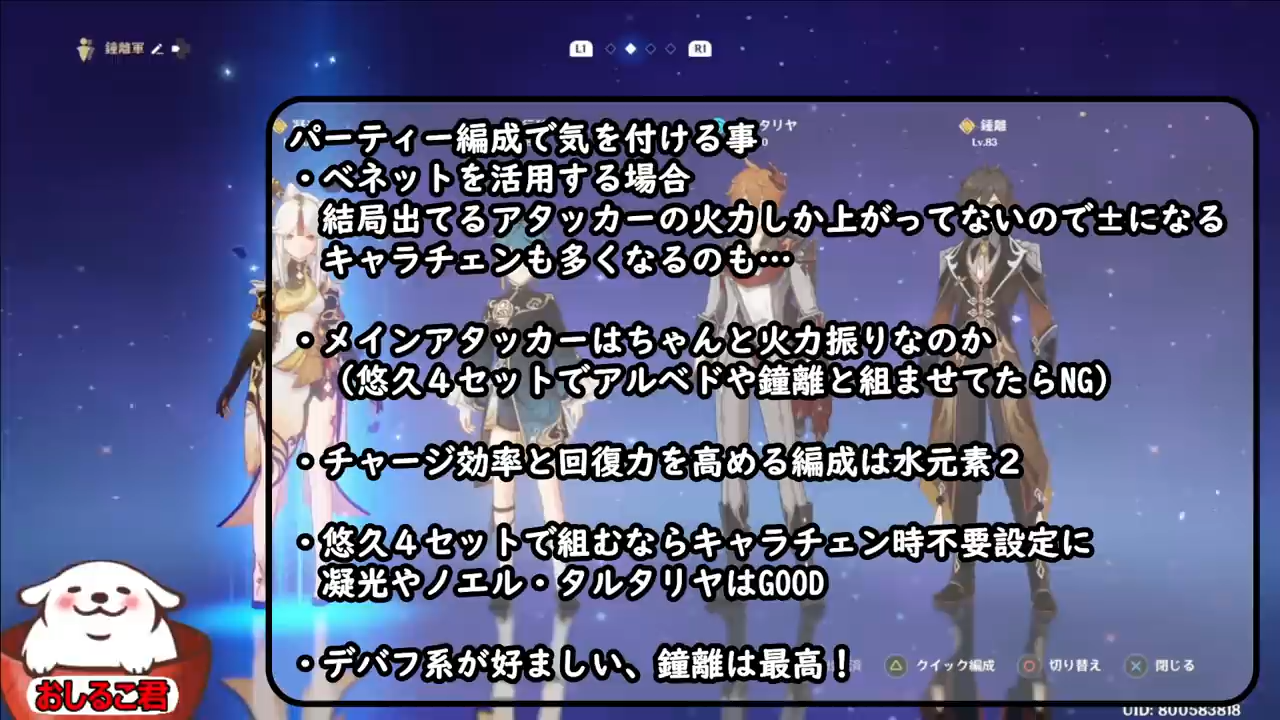 鍾離軍
L1
R1
タリヤ
鍾離
Lv.83
パーティー編成で気を付ける事
・ベネットを活用する場合
結局出てるアタッカーの火力しか上がってないので±になる
キャラチェンも多くなるのも…
・メインアタッカーはちゃんと火力振りなのか
（悠久４セットでアルベドや鐘離と組ませてたらNG）
・チャージ効率と回復力を高める編成は水元素２
・悠久４セットで組むならキャラチェン時不要設定に
凝光やノエル・タルタリヤはGOOD
・デバフ系が好ましい、鐘離は最高！
クイック編成
切り替え
閉じる
おしるこ君
UID: 800583818